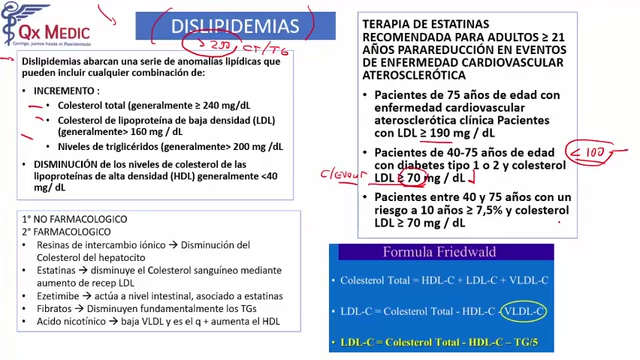 Qx MEDIC
Contigo, juntos hasta el Residentado
DISLIPIDEMIAS
> 200 CT/TG
Dislipidemias abarcan una serie de anomalías lipídicas que
pueden incluir cualquier combinación de:
• INCREMENTO :
• Colesterol total (generalmente ≥ 240 mg/dL
• Colesterol de lipoproteína de baja densidad (LDL)
(generalmente> 160 mg / dL
• Niveles de triglicéridos (generalmente> 200 mg /dL
• DISMINUCIÓN de los niveles de colesterol de las
lipoproteínas de alta densidad (HDL) generalmente <40
mg/ dL
1° NO FARMACOLOGICO
2° FARMACOLOGICO
• Resinas de intercambio iónico → Disminución del
Colesterol del hepatocito
• Estatinas → disminuye el Colesterol sanguíneo mediante
aumento de recep LDL
• Ezetimibe → actúa a nivel intestinal, asociado a estatinas
• Fibratos → Disminuyen fundamentalmente los TGs
• Acido nicotínico → baja VLDL y es el q + aumenta el HDL
TERAPIA DE ESTATINAS
RECOMENDADA PARA ADULTOS ≥ 21
AÑOS PARAREDUCCIÓN EN EVENTOS
DE ENFERMEDAD CARDIOVASCULAR
ATEROSCLERÓTICA
• Pacientes de 75 años de edad con
enfermedad cardiovascular
aterosclerótica clínica Pacientes
con LDL ≥ 190 mg / dL
• Pacientes de 40-75 años de edad
con diabetes tipo 1 o 2 y colesterol
LDL ≥ 70 mg / dL
< 100
• Pacientes entre 40 y 75 años con un
riesgo a 10 años ≥ 7,5% y colesterol
LDL ≥ 70 mg / dL
Formula Friedwald
• Colesterol Total = HDL-C + LDL-C + VLDL-C
• LDL-C = Colesterol Total - HDL-C - VLDL-C
• LDL-C = Colesterol Total - HDL-C – TG/5